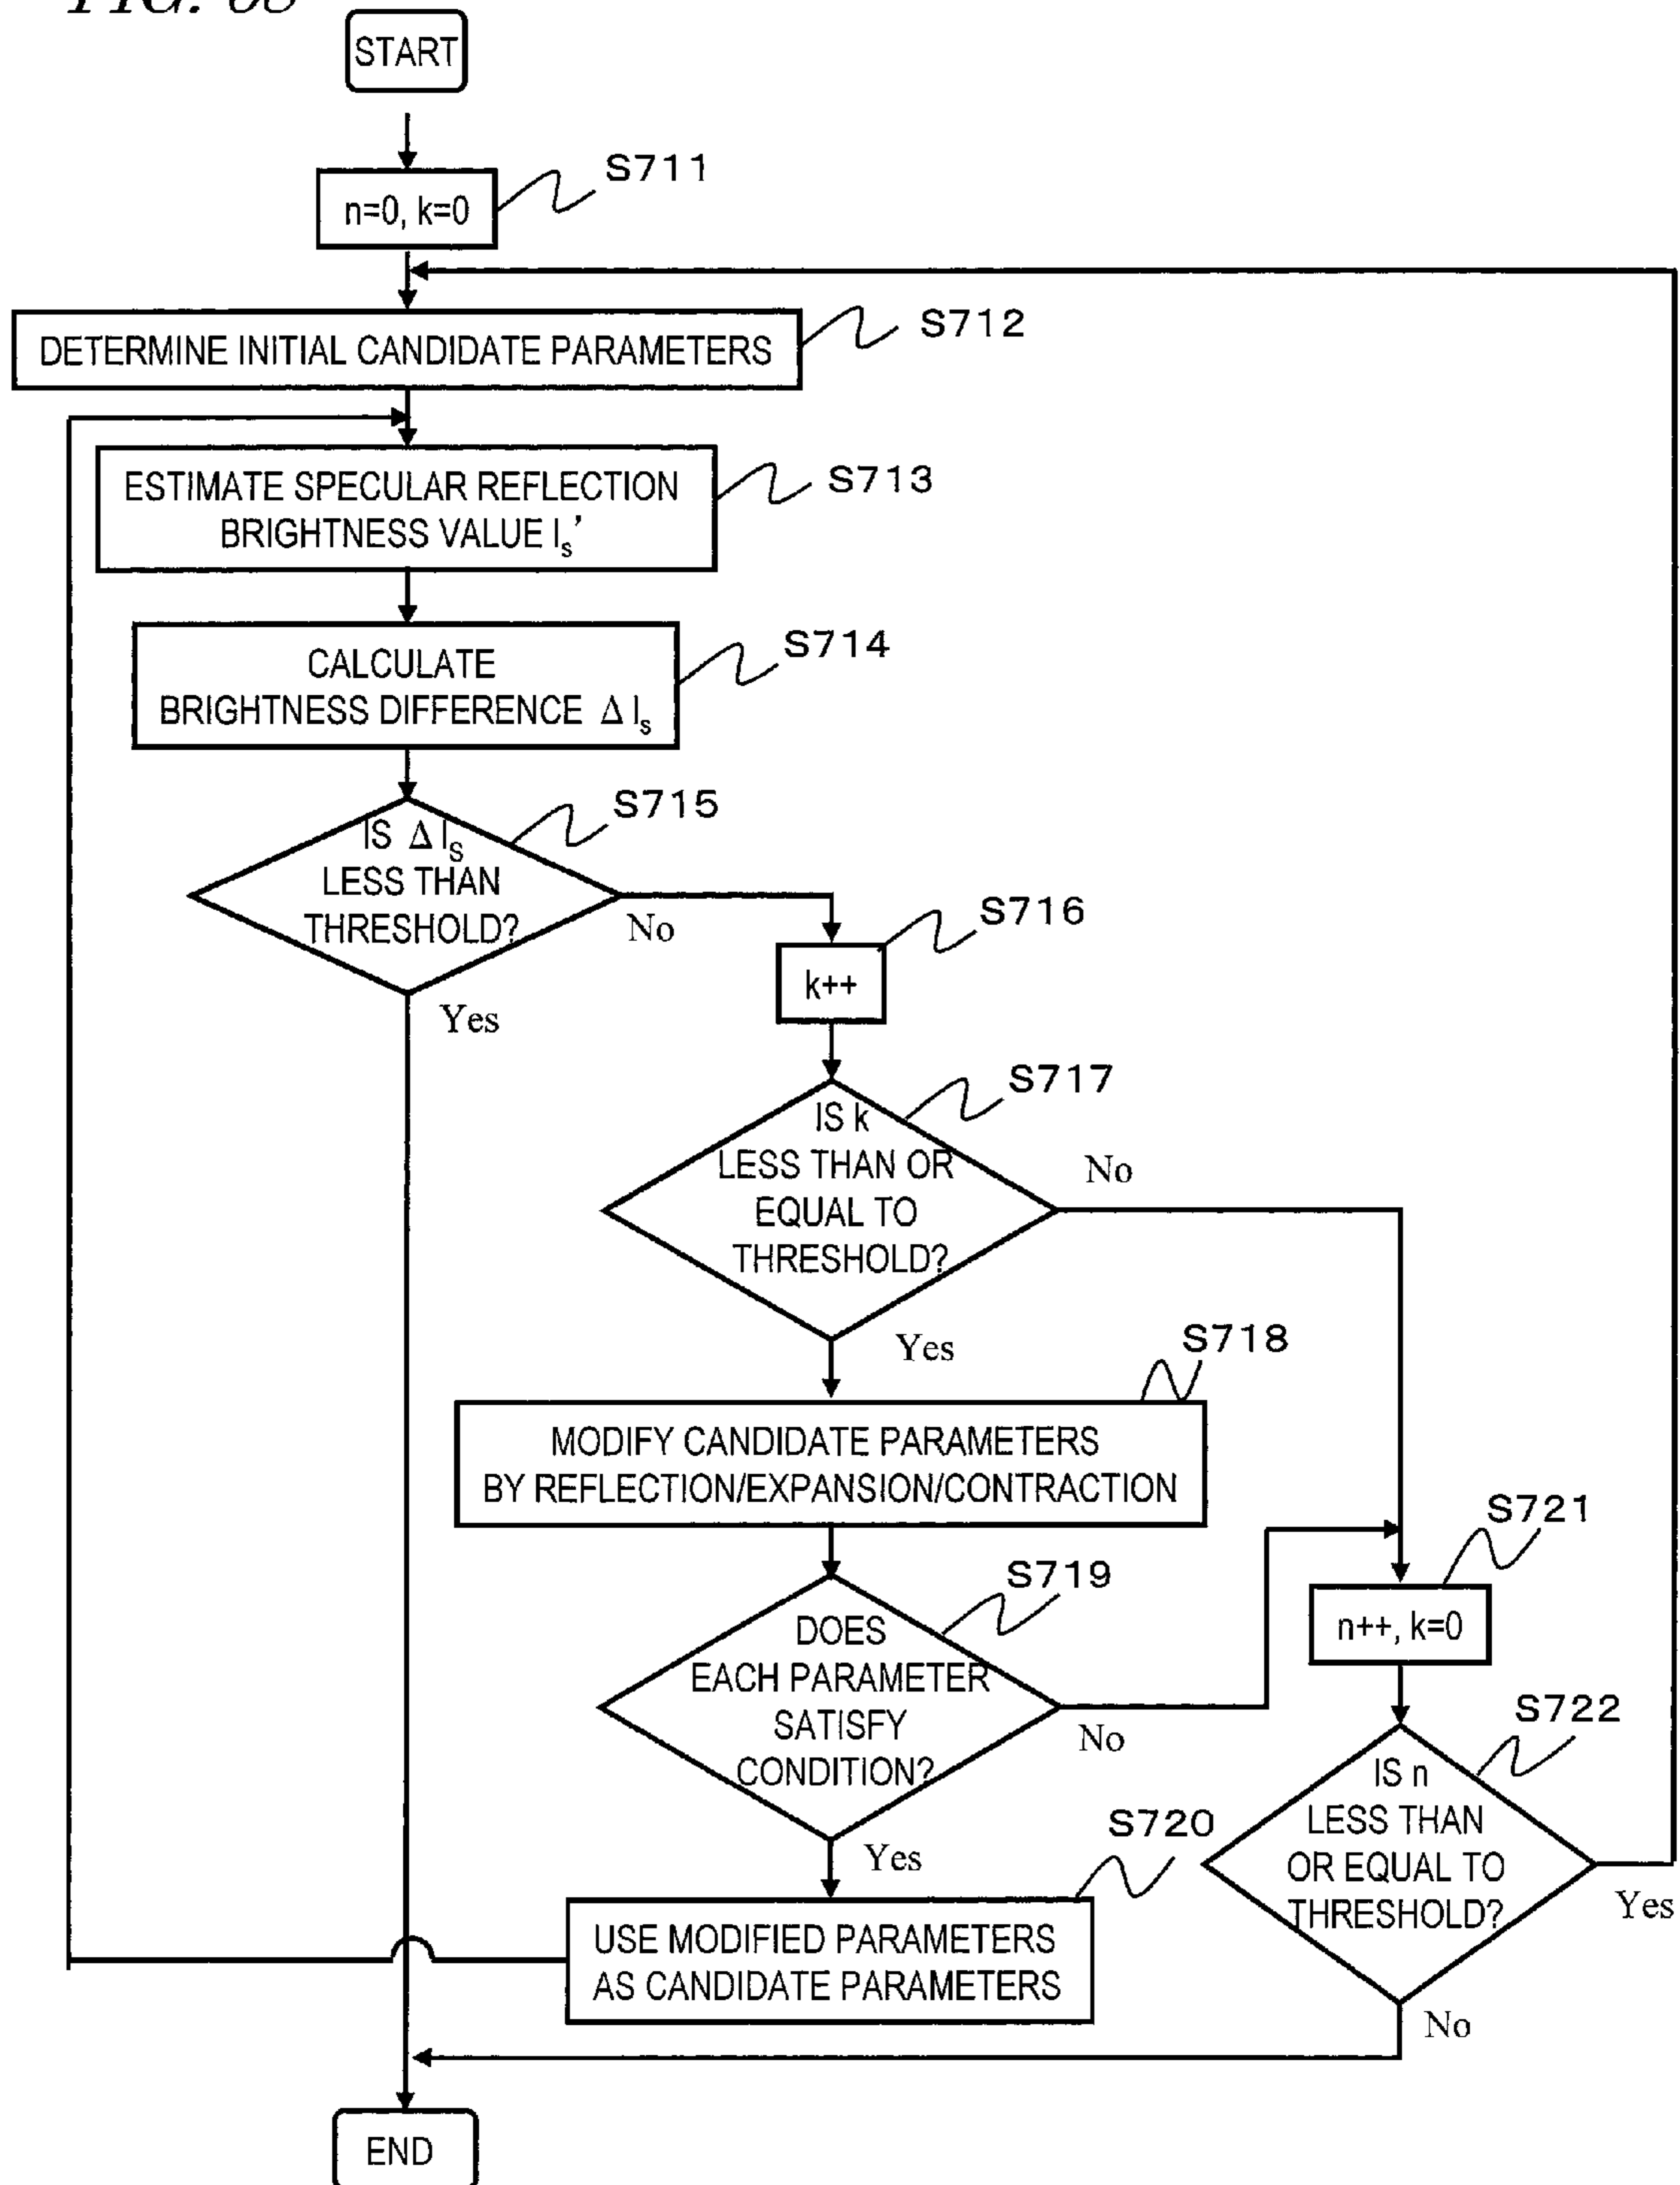 START
S711
n=0, k=0
S712
DETERMINE INITIAL CANDIDATE PARAMETERS
S713
ESTIMATE SPECULAR REFLECTION
BRIGHTNESS VALUE Is'
S714
CALCULATE
BRIGHTNESS DIFFERENCE Δ Is
S715
IS Δ Is
LESS THAN
THRESHOLD?
No
Yes
S716
k++
S717
IS k
LESS THAN OR
EQUAL TO
THRESHOLD?
No
Yes
S718
MODIFY CANDIDATE PARAMETERS
BY REFLECTION/EXPANSION/CONTRACTION
S719
DOES
EACH PARAMETER
SATISFY
CONDITION?
No
Yes
S721
n++, k=0
S722
IS n
LESS THAN
OR EQUAL TO
THRESHOLD?
Yes
No
S720
USE MODIFIED PARAMETERS
AS CANDIDATE PARAMETERS
END